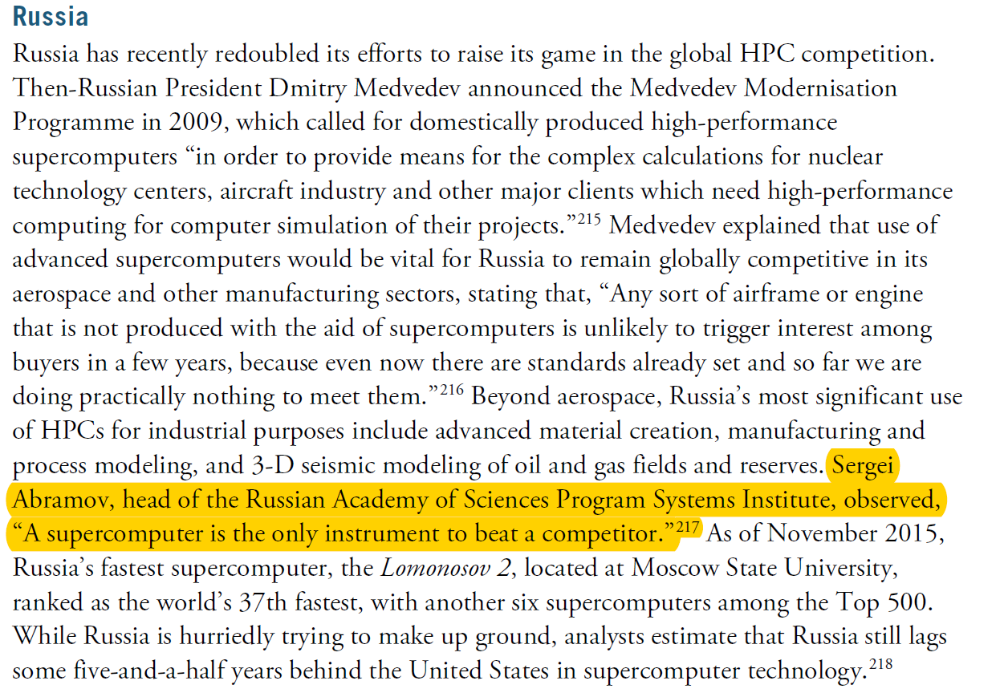 Russia
Russia has recently redoubled its efforts to raise its game in the global HPC competition.
Then-Russian President Dmitry Medvedev announced the Medvedev Modernisation
Programme in 2009, which called for domestically produced high-performance
supercomputers “in order to provide means for the complex calculations for nuclear
technology centers, aircraft industry and other major clients which need high-performance
computing for computer simulation of their projects.”215 Medvedev explained that use of
advanced supercomputers would be vital for Russia to remain globally competitive in its
aerospace and other manufacturing sectors, stating that, “Any sort of airframe or engine
that is not produced with the aid of supercomputers is unlikely to trigger interest among
buyers in a few years, because even now there are standards already set and so far we are
doing practically nothing to meet them.”216 Beyond aerospace, Russia’s most significant use
of HPCs for industrial purposes include advanced material creation, manufacturing and
process modeling, and 3-D seismic modeling of oil and gas fields and reserves. Sergei
Abramov, head of the Russian Academy of Sciences Program Systems Institute, observed,
“A supercomputer is the only instrument to beat a competitor.”217 As of November 2015,
Russia’s fastest supercomputer, the Lomonosov 2, located at Moscow State University,
ranked as the world’s 37th fastest, with another six supercomputers among the Top 500.
While Russia is hurriedly trying to make up ground, analysts estimate that Russia still lags
some five-and-a-half years behind the United States in supercomputer technology.218